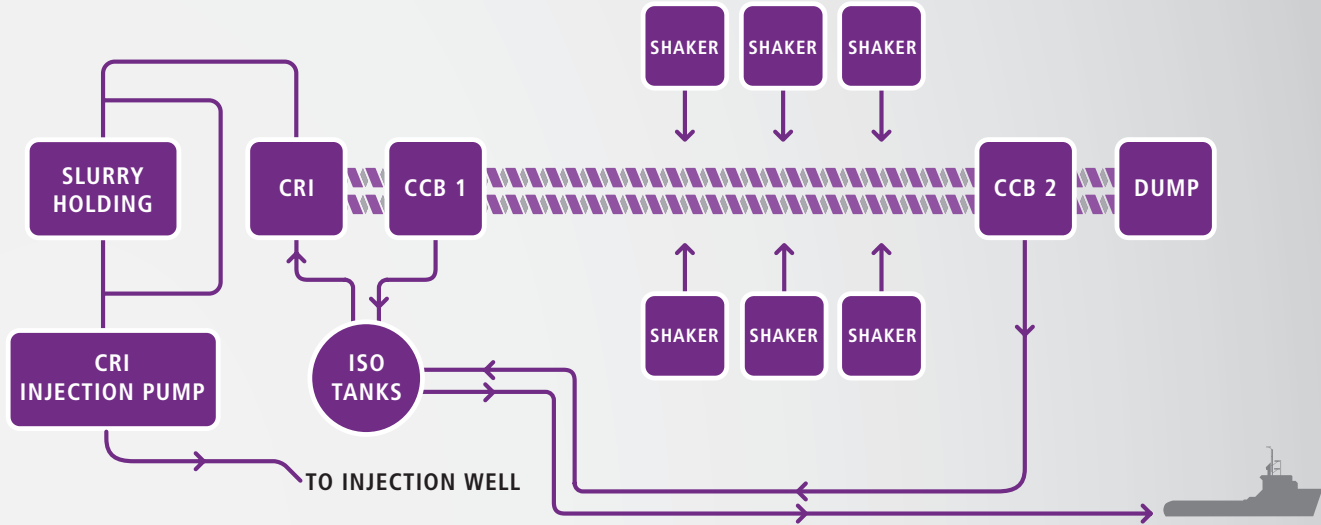 SHAKER
SHAKER
SHAKER
SLURRY
HOLDING
CRI
CCB 1
CCB 2
DUMP
SHAKER
SHAKER
SHAKER
CRI
INJECTION PUMP
ISO
TANKS
TO INJECTION WELL